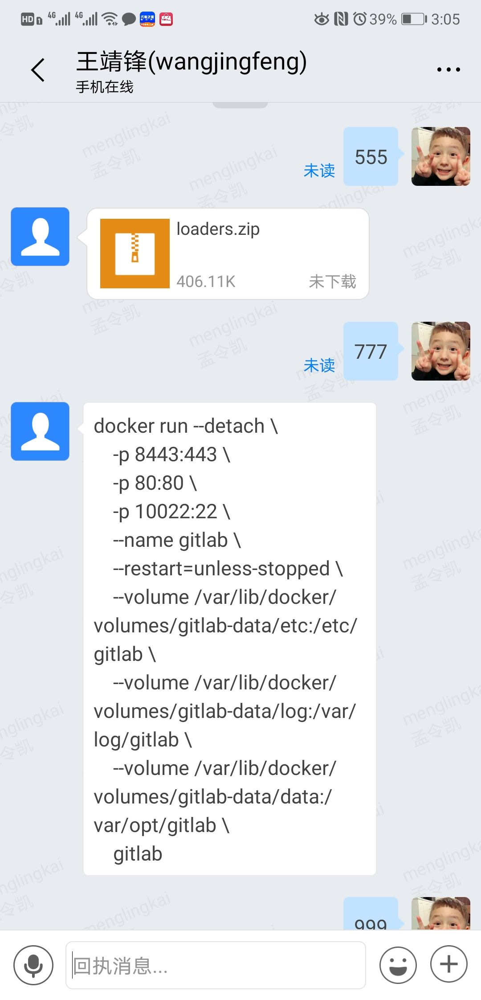 HD 1 4G 4G 39% 3:05
王靖锋(wangjingfeng)
手机在线
555
未读
loaders.zip
406.11K 未下载
777
未读
docker run --detach \
-p 8443:443 \
-p 80:80 \
-p 10022:22 \
--name gitlab \
--restart=unless-stopped \
--volume /var/lib/docker/
volumes/gitlab-data/etc:/etc/
gitlab \
--volume /var/lib/docker/
volumes/gitlab-data/log:/var/
log/gitlab \
--volume /var/lib/docker/
volumes/gitlab-data/data:/
var/opt/gitlab \
gitlab
999
回执消息...
menglingkai
孟令凯